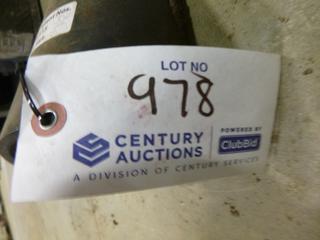 LOT NO
978
CENTURY
AUCTIONS
POWERED BY
ClubBid
A DIVISION OF CENTURY SERVICES